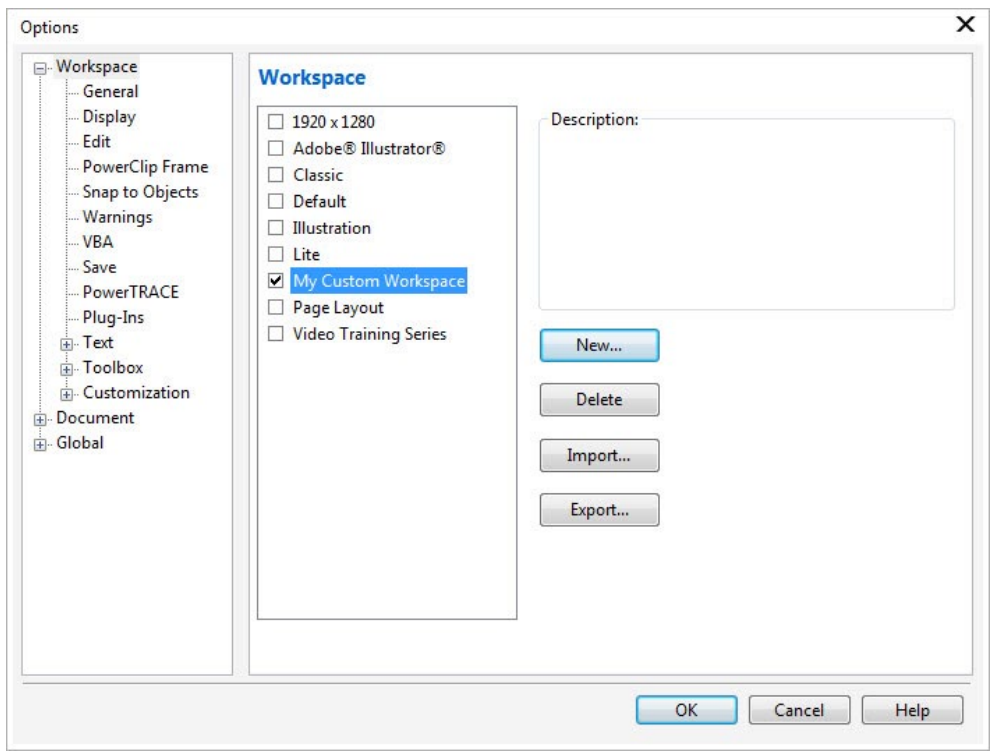 Options
Workspace
General
Display
Edit
PowerClip Frame
Snap to Objects
Warnings
VBA
Save
PowerTRACE
Plug-Ins
Text
Toolbox
Customization
Document
Global
Workspace
1920 x 1280
Adobe® Illustrator®
Classic
Default
Illustration
Lite
My Custom Workspace
Page Layout
Video Training Series
Description:
New...
Delete
Import...
Export...
OK
Cancel
Help